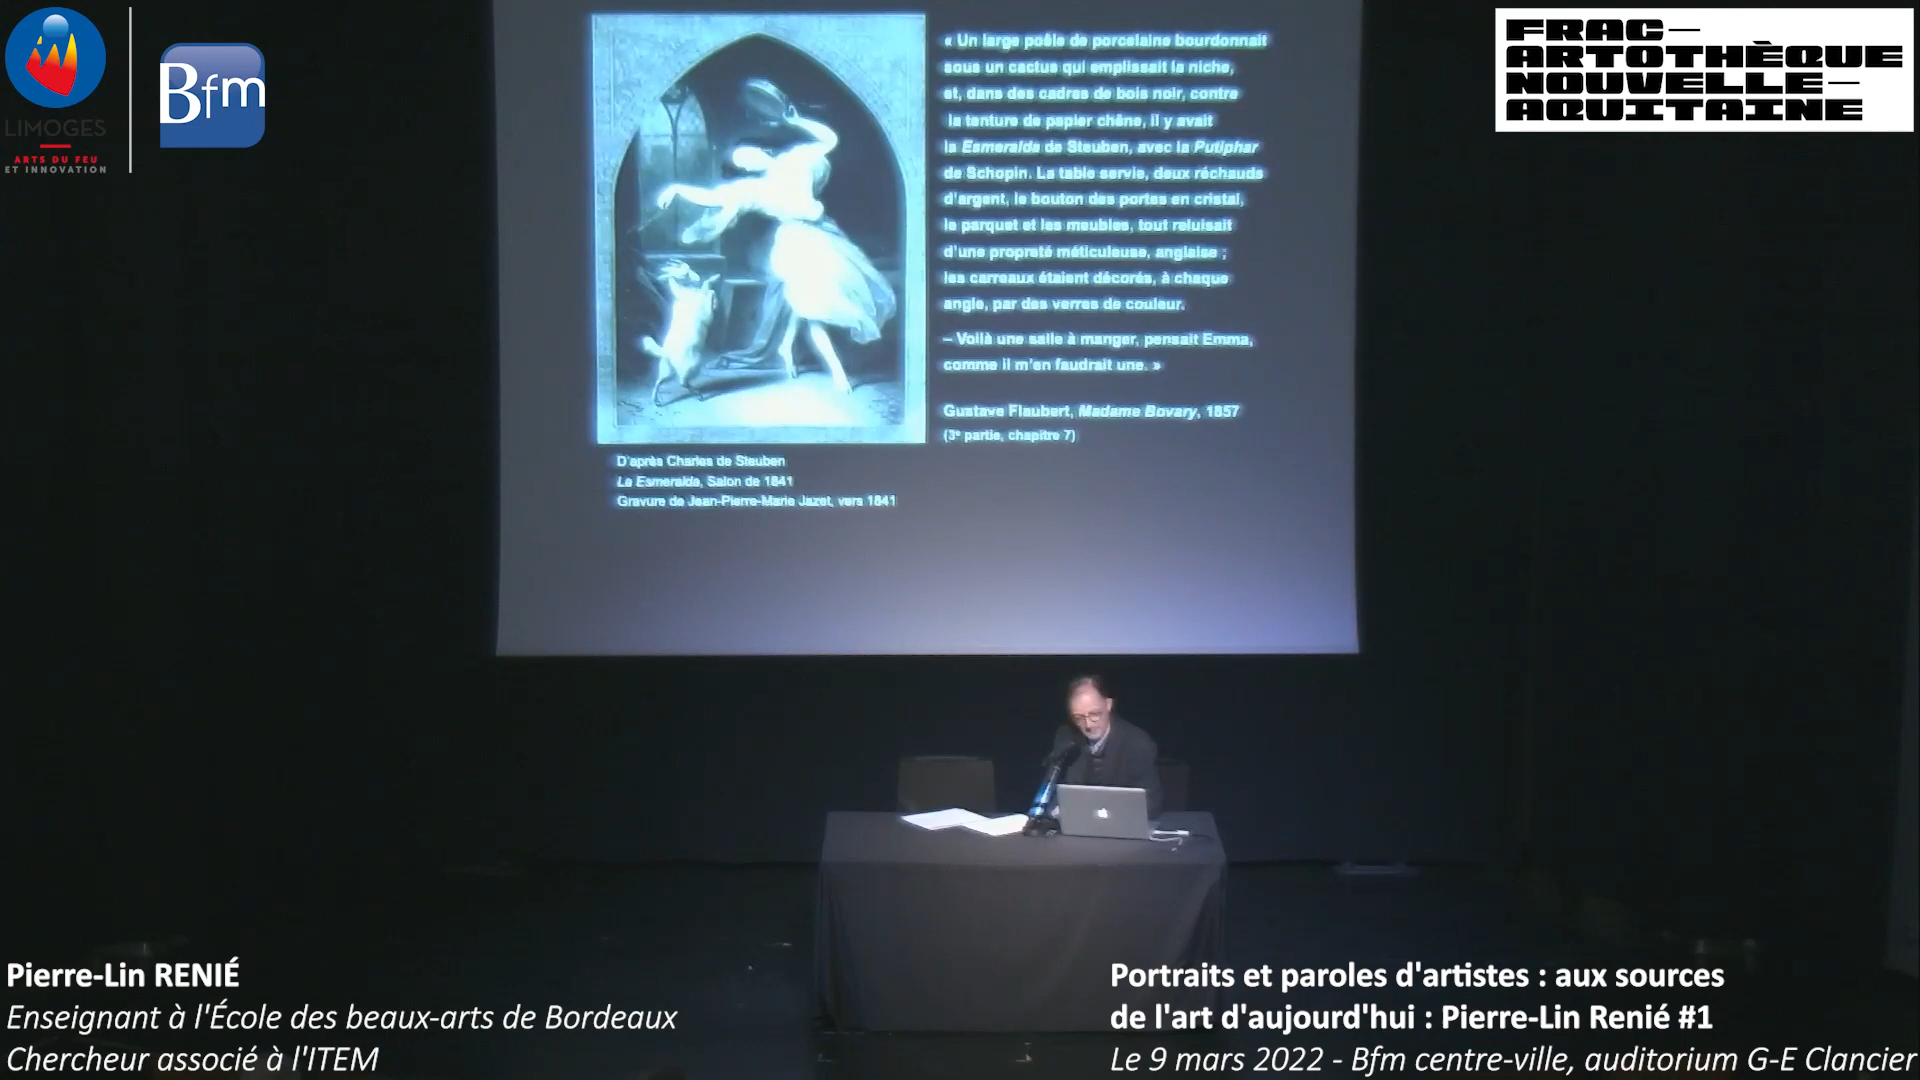 LIMOGES
ARTS DU FEU
ET INNOVATION
Bfm
FRAC—
ARTOTHÈQUE
NOUVELLE—
AQUITAINE
« Un large poêle de porcelaine bourdonnait
sous un cactus qui emplissait la niche,
et, dans des cadres de bois noir, contre
la tenture de papier chêne, il y avait
la Esmeralda de Steuben, avec la Putiphar
de Schopin. La table servie, deux réchauds
d'argent, le bouton des portes en cristal,
le parquet et les meubles, tout reluisait
d'une propreté méticuleuse, anglaise ;
les carreaux étaient décorés, à chaque
angle, par des verres de couleur.
– Voilà une salle à manger, pensait Emma,
comme il m'en faudrait une. »
Gustave Flaubert, Madame Bovary, 1857
(3e partie, chapitre 7)
D'après Charles de Steuben
La Esmeralda, Salon de 1841
Gravure de Jean-Pierre-Marie Jazet, vers 1841
Pierre-Lin RENIÉ
Enseignant à l'École des beaux-arts de Bordeaux
Chercheur associé à l'ITEM
Portraits et paroles d'artistes : aux sources
de l'art d'aujourd'hui : Pierre-Lin Renié #1
Le 9 mars 2022 - Bfm centre-ville, auditorium G-E Clancier